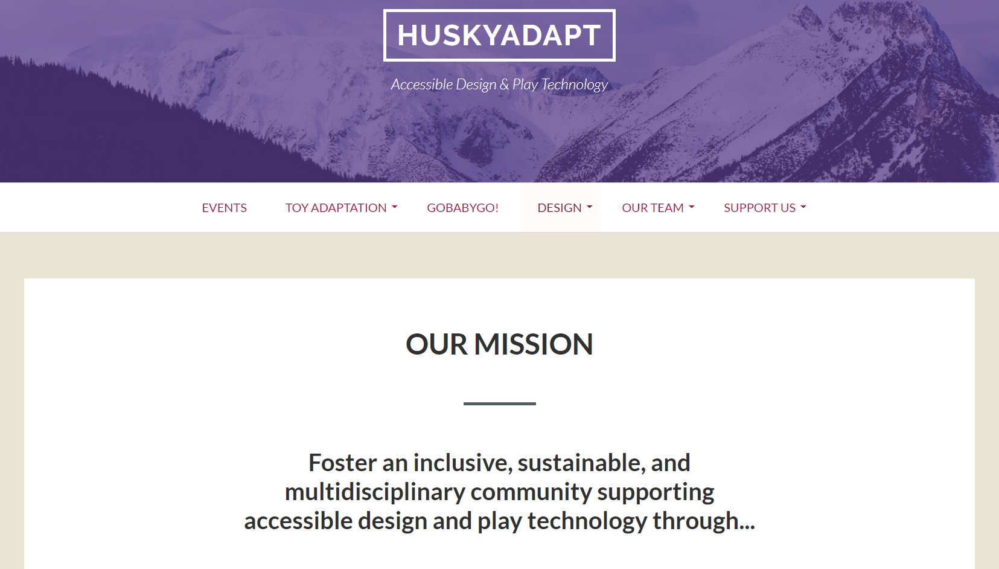 HUSKYADAPT
Accessible Design & Play Technology
EVENTS TOY ADAPTATION GOBABYGO! DESIGN OUR TEAM SUPPORT US
OUR MISSION
Foster an inclusive, sustainable, and
multidisciplinary community supporting
accessible design and play technology through...